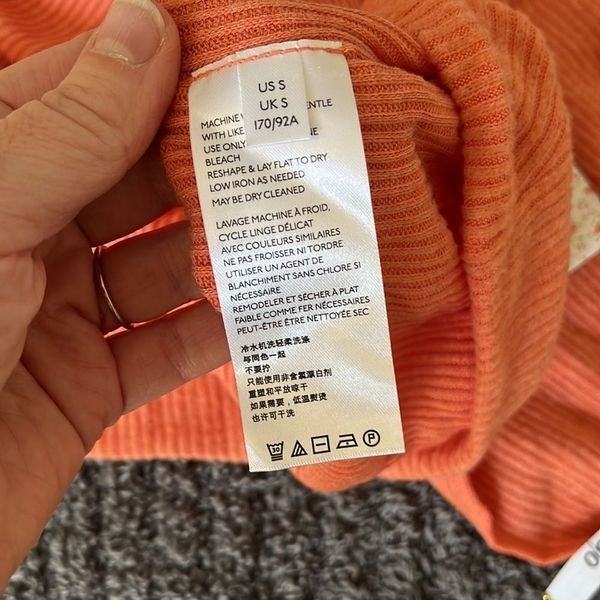 US S
UK S
170/92A
MACHINE
WITH LIKE
USE ONLY
BLEACH
RESHAPE & LAY FLAT TO DRY
LOW IRON AS NEEDED
MAY BE DRY CLEANED
LAVAGE MACHINE À FROID,
CYCLE LINGE DÉLICAT
AVEC COULEURS SIMILAIRES
NE PAS FROISSER NI TORDRE
UTILISER UN AGENT DE
BLANCHIMENT SANS CHLORE SI
NÉCESSAIRE
REMODELER ET SÉCHER À PLAT
FAIBLE COMME FER NÉCESSAIRES
PEUT-ÊTRE ÊTRE NETTOYÉE SEC
冷水机洗轻柔洗涤
与同色一起
不要拧
只能使用非含氯漂白剂
重塑和平放晾干
如果需要，低温熨烫
也许可干洗
30
P